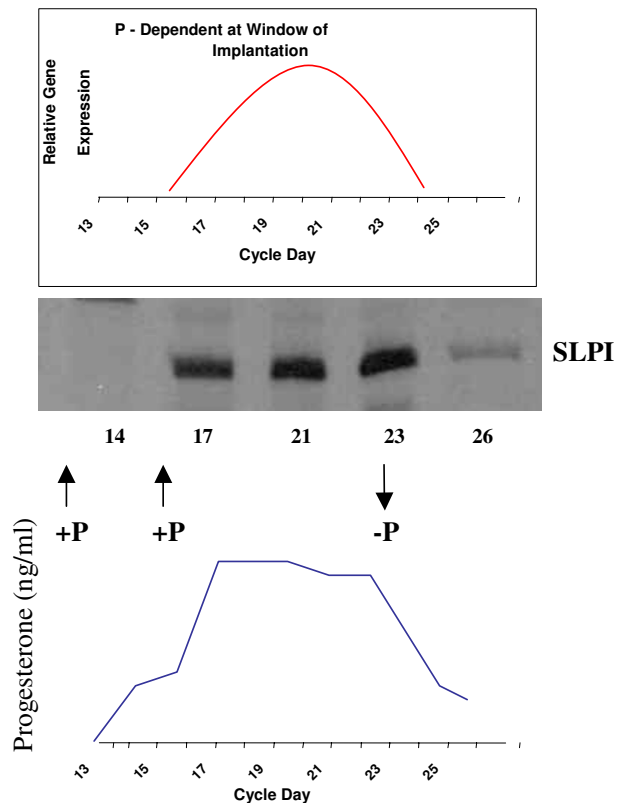 P - Dependent at Window of
Implantation
Relative Gene
Expression
13 15 17 19 21 23 25
Cycle Day
SLPI
14 17 21 23 26
+P +P -P
Progesterone (ng/ml)
13 15 17 19 21 23 25
Cycle Day